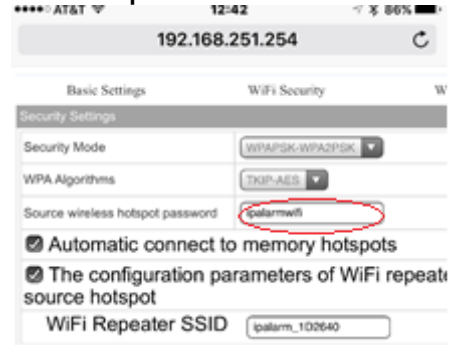 AT&T 12:42 86%
192.168.251.254
Basic Settings WiFi Security W
Security Settings
Security Mode WPAPSK-WPA2PSK
WPA Algorithms TKIP-AES
Source wireless hotspot password ipalarmwifi
Automatic connect to memory hotspots
The configuration parameters of WiFi repeate
source hotspot
WiFi Repeater SSID ipalarm_1D2640